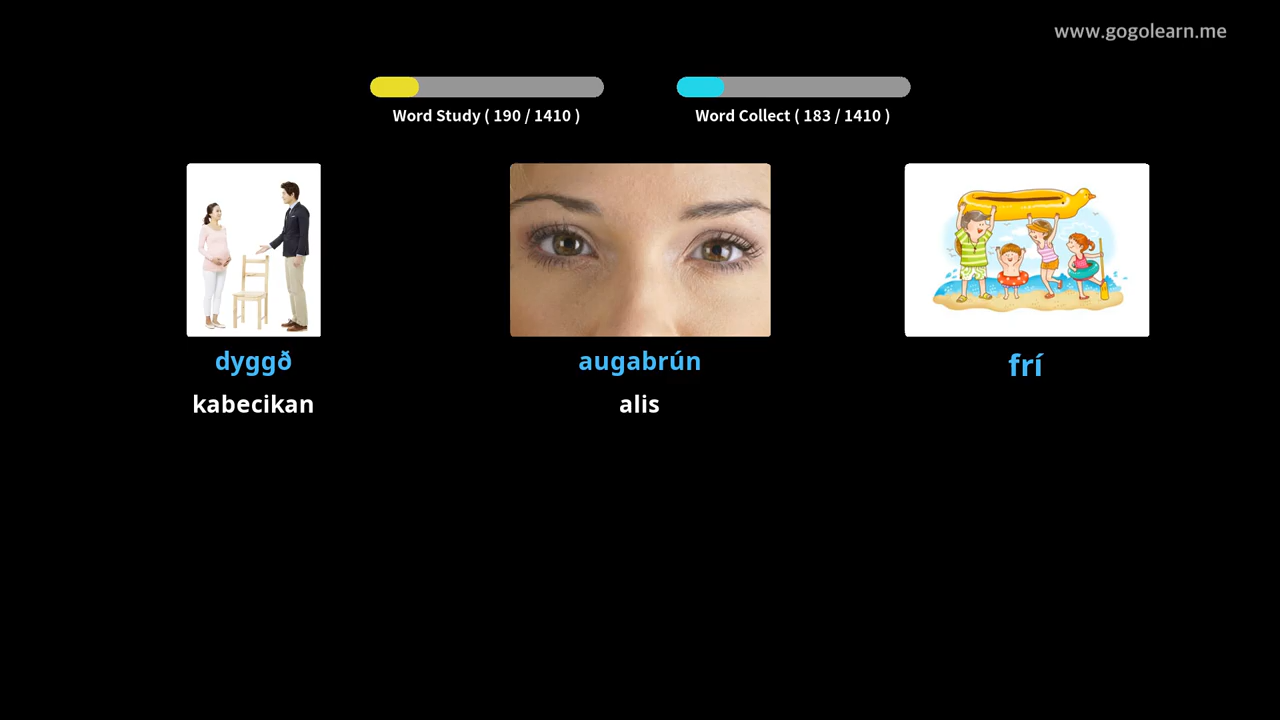 www.gogolearn.me
Word Study ( 190 / 1410 )
Word Collect ( 183 / 1410 )
dyggð
kabecikan
augabrún
alis
frí